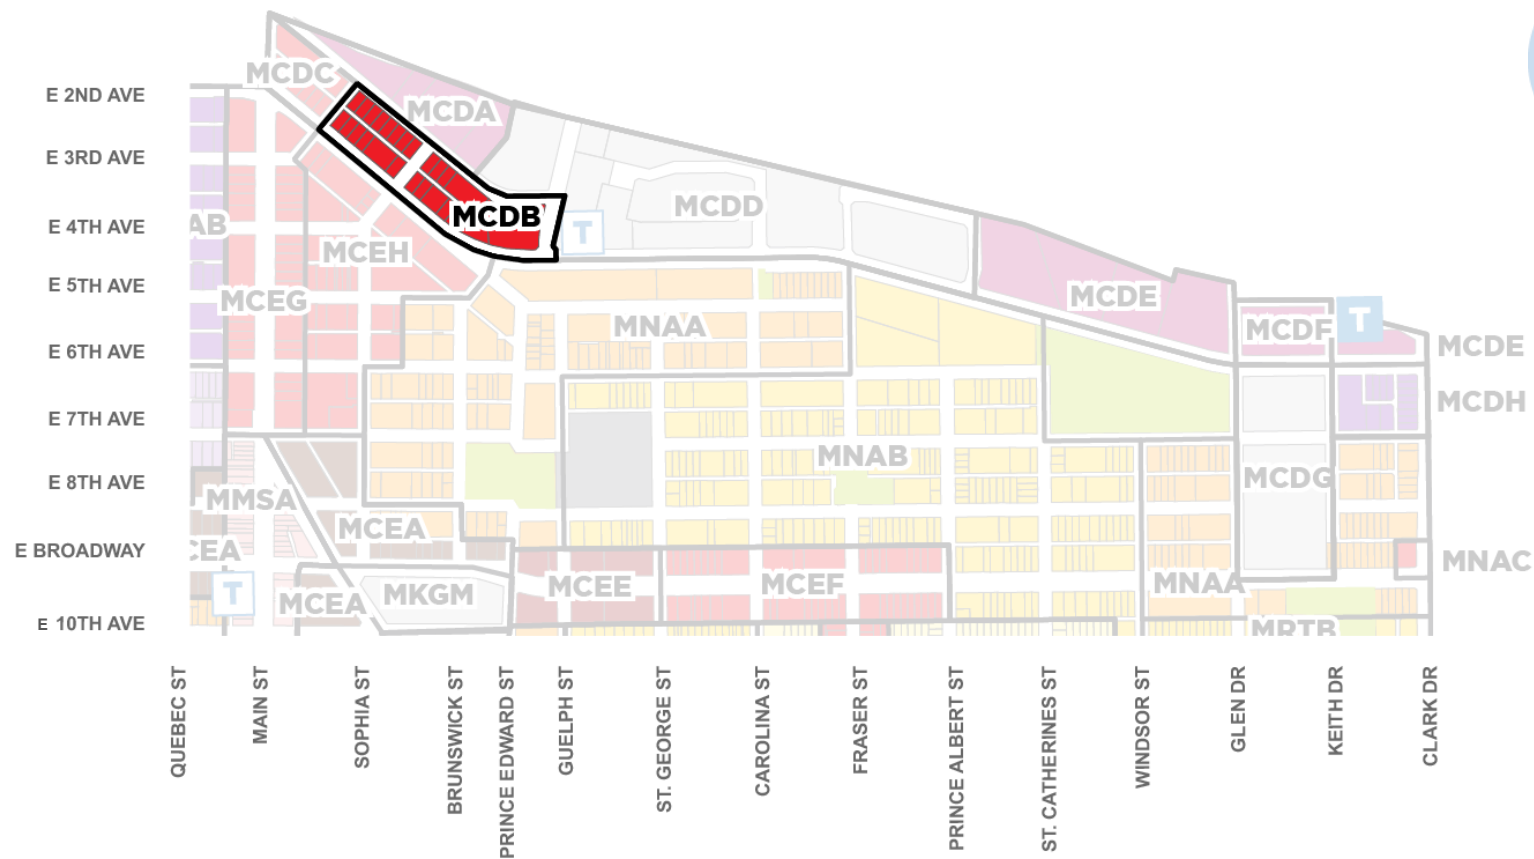 MCDC
E 2ND AVE
MCDA
E 3RD AVE
MCDD
AB
E 4TH AVE
MCDB
T
MCEH
E 5TH AVE
MCEG
MCDE
MNAA
MCDF
T
E 6TH AVE
MCDE
MCDH
E 7TH AVE
MNAB
E 8TH AVE
MCDG
MMSA
MCEA
E BROADWAY
CEA
MNAC
MCEE
MCEF
MNAA
T
MCEA
MKGM
E 10TH AVE
MRTB
QUEBEC ST
MAIN ST
SOPHIA ST
BRUNSWICK ST
PRINCE EDWARD ST
GUELPH ST
ST. GEORGE ST
CAROLINA ST
FRASER ST
PRINCE ALBERT ST
ST. CATHERINES ST
WINDSOR ST
GLEN DR
KEITH DR
CLARK DR